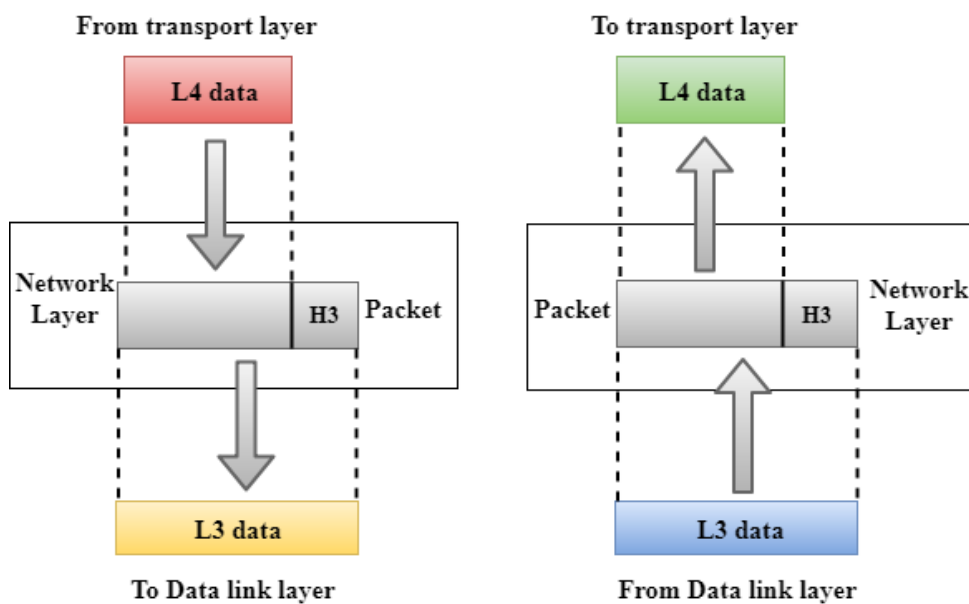 From transport layer
L4 data
Network
Layer
H3
Packet
L3 data
To Data link layer
To transport layer
L4 data
Packet
H3
Network
Layer
L3 data
From Data link layer